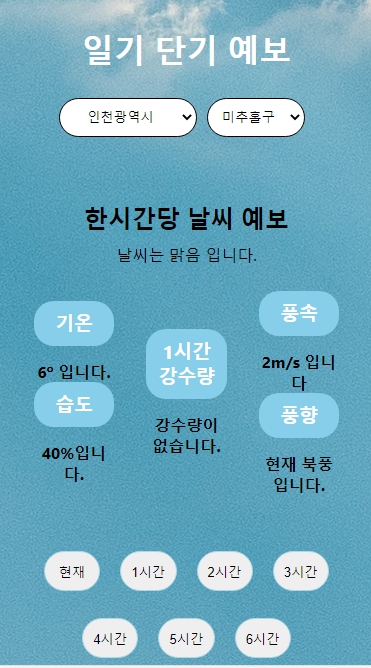 일기 단기 예보
인천광역시 미추홀구
한시간당 날씨 예보
날씨는 맑음 입니다.
기온
6º 입니다.
습도
40%입니
다.
1시간
강수량
강수량이
없습니다.
풍속
2m/s 입니
다
풍향
현재 북풍
입니다.
현재 1시간 2시간 3시간
4시간 5시간 6시간